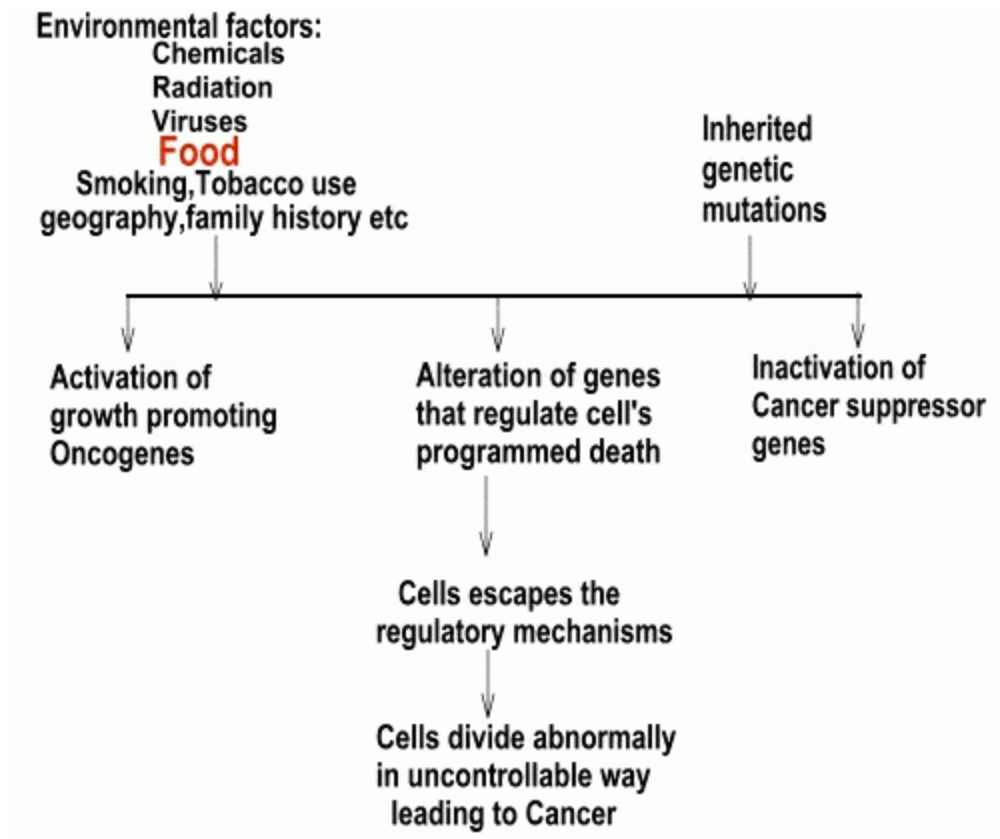 Environmental factors:
Chemicals
Radiation
Viruses
Food
Smoking,Tobacco use
geography,family history etc
Inherited
genetic
mutations
Activation of
growth promoting
Oncogenes
Alteration of genes
that regulate cell's
programmed death
Inactivation of
Cancer suppressor
genes
Cells escapes the
regulatory mechanisms
Cells divide abnormally
in uncontrollable way
leading to Cancer